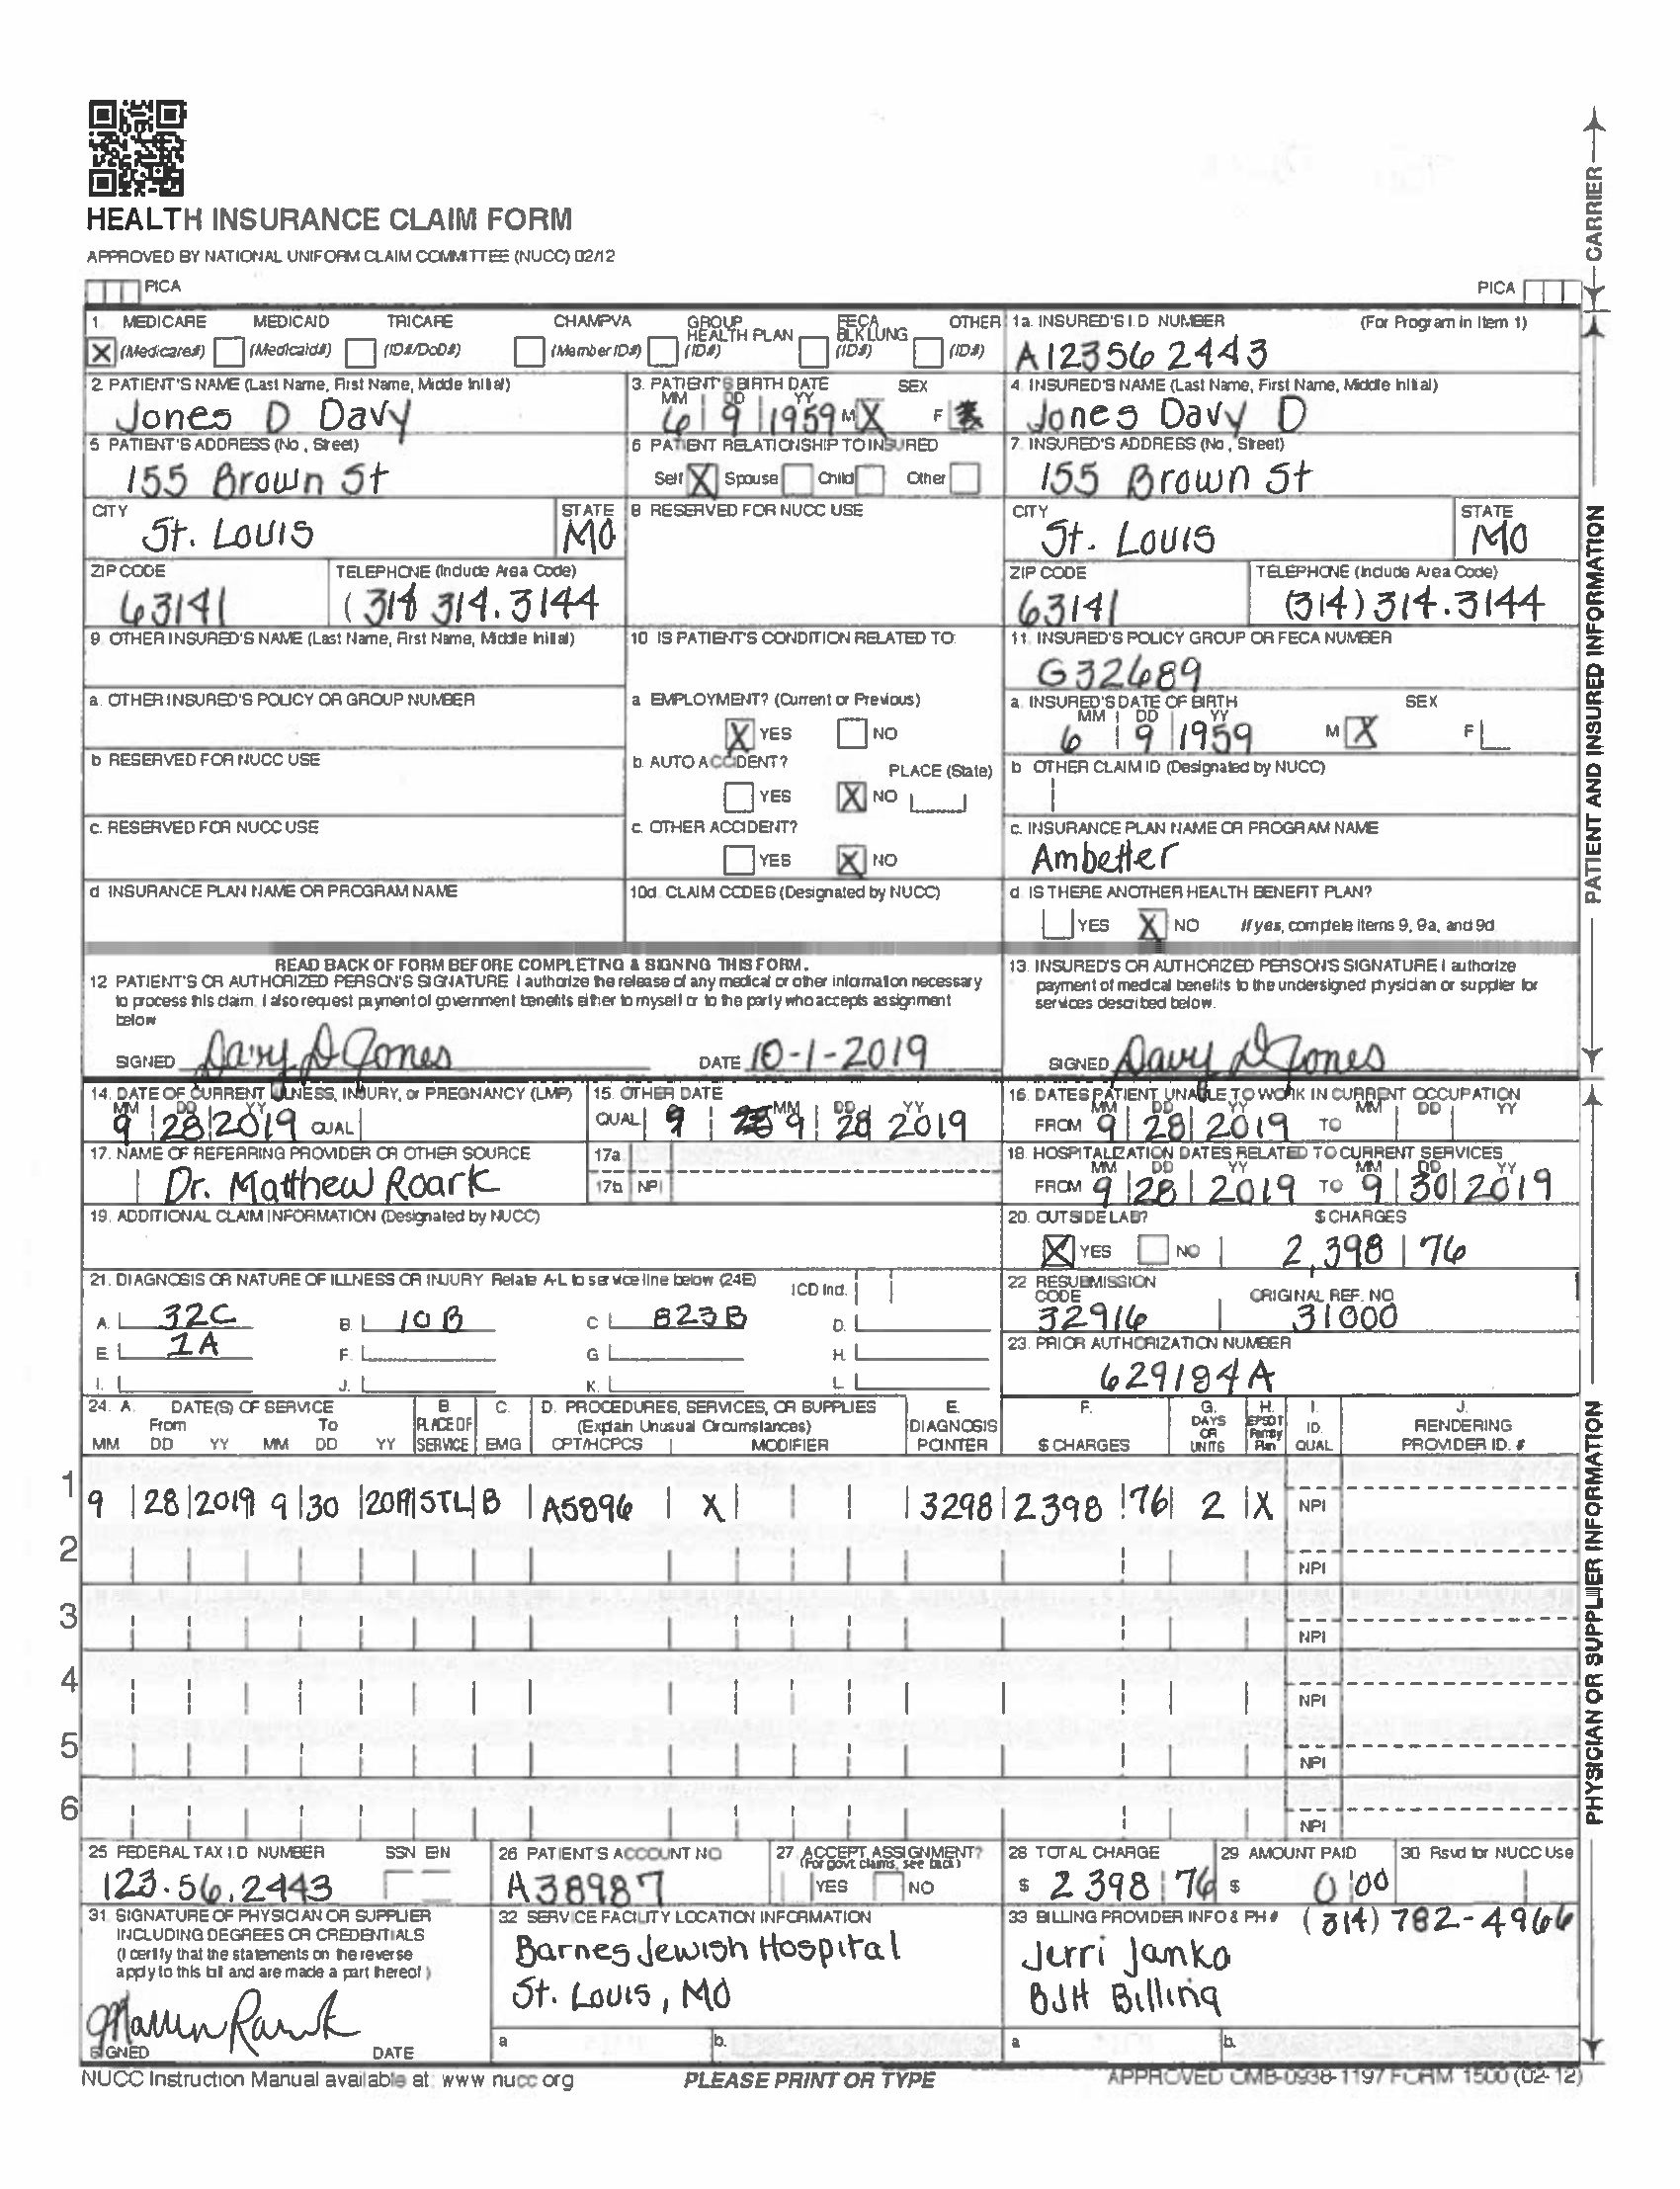 HEALTH INSURANCE CLAIM FORM
APPROVED BY NATIONAL UNIFORM CLAIM COMMITTEE (NUCC) 02/12
PICA
PICA
CARRIER
1. MEDICARE MEDICAID TRICARE CHAMPVA GROUP HEALTH PLAN FECA BLK LUNG OTHER
X (Medicare#) (Medicaid#) (ID#/DoD#) (Member ID#) (ID#) (ID#) (ID#)
1a. INSURED'S I.D. NUMBER (For Program in Item 1)
A123562443
2. PATIENT'S NAME (Last Name, First Name, Middle Initial)
Jones D Davy
3. PATIENT'S BIRTH DATE SEX
MM DD YY
6 9 1959 M X F
4. INSURED'S NAME (Last Name, First Name, Middle Initial)
Jones Davy D
5. PATIENT'S ADDRESS (No., Street)
155 Brown St
6. PATIENT RELATIONSHIP TO INSURED
Self X Spouse Child Other
7. INSURED'S ADDRESS (No., Street)
155 Brown St
CITY STATE
St. Louis MO
8. RESERVED FOR NUCC USE
CITY STATE
St. Louis MO
ZIP CODE TELEPHONE (Include Area Code)
63141 (314 314.3144
ZIP CODE TELEPHONE (Include Area Code)
63141 (314) 314.3144
9. OTHER INSURED'S NAME (Last Name, First Name, Middle Initial)
10. IS PATIENT'S CONDITION RELATED TO:
11. INSURED'S POLICY GROUP OR FECA NUMBER
G32689
a. OTHER INSURED'S POLICY OR GROUP NUMBER
a. EMPLOYMENT? (Current or Previous)
X YES NO
a. INSURED'S DATE OF BIRTH SEX
MM DD YY
6 9 1959 M X F
b. RESERVED FOR NUCC USE
b. AUTO ACCIDENT? PLACE (State)
YES X NO
b. OTHER CLAIM ID (Designated by NUCC)
c. RESERVED FOR NUCC USE
c. OTHER ACCIDENT?
YES X NO
c. INSURANCE PLAN NAME OR PROGRAM NAME
Ambetter
d. INSURANCE PLAN NAME OR PROGRAM NAME
10d. CLAIM CODES (Designated by NUCC)
d. IS THERE ANOTHER HEALTH BENEFIT PLAN?
YES X NO If yes, complete items 9, 9a, and 9d
READ BACK OF FORM BEFORE COMPLETING & SIGNING THIS FORM.
12. PATIENT'S OR AUTHORIZED PERSON'S SIGNATURE I authorize the release of any medical or other information necessary
to process this claim. I also request payment of government benefits either to myself or to the party who accepts assignment
below
SIGNED Davy D Jones DATE 10-1-2019
13. INSURED'S OR AUTHORIZED PERSON'S SIGNATURE I authorize
payment of medical benefits to the undersigned physician or supplier for
services described below.
SIGNED Davy D Jones
PATIENT AND INSURED INFORMATION
14. DATE OF CURRENT ILLNESS, INJURY, or PREGNANCY (LMP)
MM DD YY
9 28 2019 QUAL
15. OTHER DATE
MM DD YY
QUAL 9 9 28 2019
16. DATES PATIENT UNABLE TO WORK IN CURRENT OCCUPATION
MM DD YY MM DD YY
FROM 9 28 2019 TO
17. NAME OF REFERRING PROVIDER OR OTHER SOURCE
Dr. Matthew Roark
17a.
17b. NPI
18. HOSPITALIZATION DATES RELATED TO CURRENT SERVICES
MM DD YY MM DD YY
FROM 9 28 2019 TO 9 30 2019
19. ADDITIONAL CLAIM INFORMATION (Designated by NUCC)
20. OUTSIDE LAB? $ CHARGES
X YES NO 2,398 76
21. DIAGNOSIS OR NATURE OF ILLNESS OR INJURY Relate A-L to service line below (24E) ICD Ind.
A. 32C B. 10B C. 823B D.
E. 2A F. G. H.
I. J. K. L.
22. RESUBMISSION CODE ORIGINAL REF. NO.
32916 31000
23. PRIOR AUTHORIZATION NUMBER
629184A
24. A. DATE(S) OF SERVICE B. C. D. PROCEDURES, SERVICES, OR SUPPLIES E. F. G. H. I. J.
From To PLACE OF (Explain Unusual Circumstances) DIAGNOSIS DAYS OR EPSDT Family ID. RENDERING
MM DD YY MM DD YY SERVICE EMG CPT/HCPCS MODIFIER POINTER $ CHARGES UNITS Plan QUAL. PROVIDER ID. #
1 9 28 2019 9 30 2019 STL B A5896 X 3298 2398 76 2 X NPI
2 NPI
3 NPI
4 NPI
5 NPI
6 NPI
25. FEDERAL TAX I.D. NUMBER SSN EIN
123.56.2443
26. PATIENT'S ACCOUNT NO.
A38987
27. ACCEPT ASSIGNMENT?
(For govt. claims, see back)
YES NO
28. TOTAL CHARGE
$ 2398 76
29. AMOUNT PAID
$ 0 00
30. Rsvd for NUCC Use
31. SIGNATURE OF PHYSICIAN OR SUPPLIER
INCLUDING DEGREES OR CREDENTIALS
(I certify that the statements on the reverse
apply to this bill and are made a part thereof.)
SIGNED DATE
32. SERVICE FACILITY LOCATION INFORMATION
Barnes Jewish Hospital
St. Louis, MO
a. b.
33. BILLING PROVIDER INFO & PH # (314) 782-4966
Jerri Janko
BJH Billing
a. b.
PHYSICIAN OR SUPPLIER INFORMATION
NUCC Instruction Manual available at: www.nucc.org
PLEASE PRINT OR TYPE
APPROVED OMB-0938-1197 FORM 1500 (02-12)